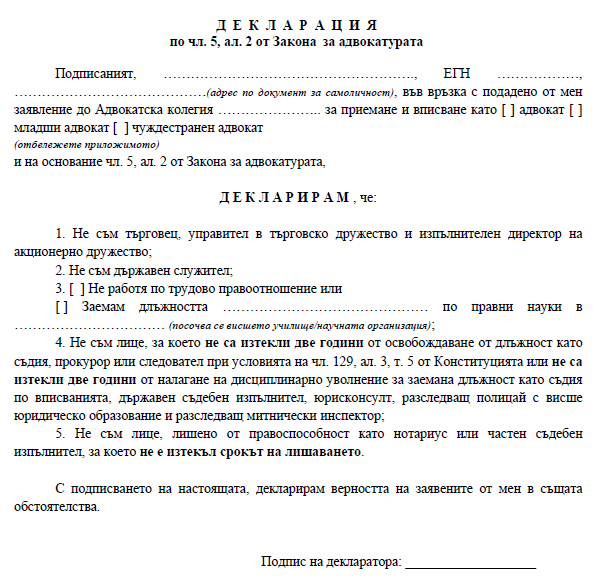 Д Е К Л А Р А Ц И Я
по чл. 5, ал. 2 от Закона за адвокатурата
Подписаният, ………………………………………………., ЕГН ………………,
……………………………………(адрес по документ за самоличност), във връзка с подадено от мен
заявление до Адвокатска колегия ………………….. за приемане и вписване като [ ] адвокат [ ]
младши адвокат [ ] чуждестранен адвокат
(отбележете приложимото)
и на основание чл. 5, ал. 2 от Закона за адвокатурата,
Д Е К Л А Р И Р А М , че:
1. Не съм търговец, управител в търговско дружество и изпълнителен директор на
акционерно дружество;
2. Не съм държавен служител;
3. [ ] Не работя по трудово правоотношение или
[ ] Заемам длъжността ……………………………………… по правни науки в
…………………………… (посочва се висшето училище/научната организация);
4. Не съм лице, за което не са изтекли две години от освобождаване от длъжност като
съдия, прокурор или следовател при условията на чл. 129, ал. 3, т. 5 от Конституцията или не са
изтекли две години от налагане на дисциплинарно уволнение за заемана длъжност като съдия
по вписванията, държавен съдебен изпълнител, юрисконсулт, разследващ полицай с висше
юридическо образование и разследващ митнически инспектор;
5. Не съм лице, лишено от правоспособност като нотариус или частен съдебен
изпълнител, за което не е изтекъл срокът на лишаването.
С подписването на настоящата, декларирам верността на заявените от мен в същата
обстоятелства.
Подпис на декларатора: ____________________